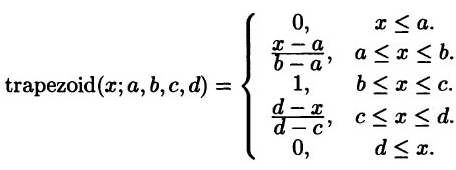 0, x ≤ a.
x − a / b − a, a ≤ x ≤ b.
trapezoid(x; a, b, c, d) = { 1, b ≤ x ≤ c.
d − x / d − c, c ≤ x ≤ d.
0, d ≤ x.